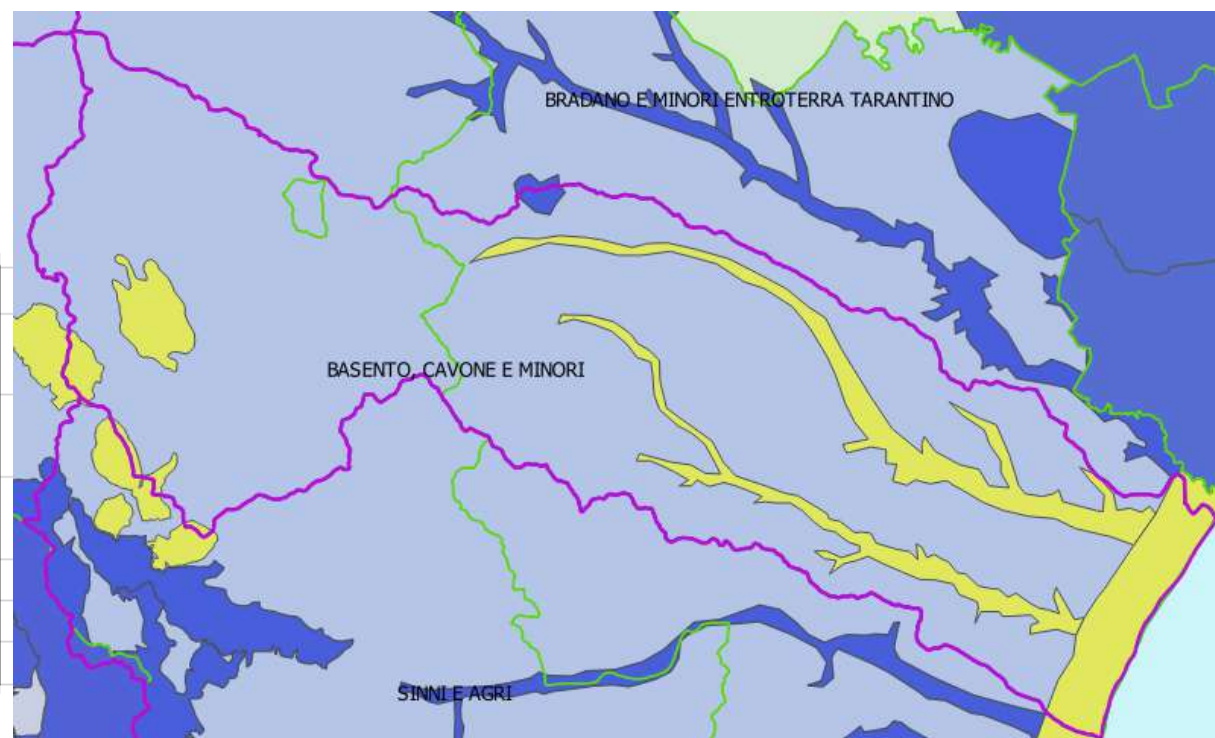 BRADANO E MINORI ENTROTERRA TARANTINO
BASENTO, CAVONE E MINORI
SINNI E AGRI